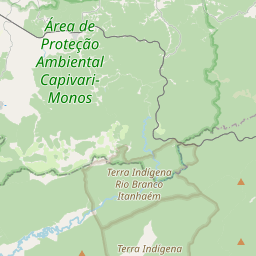 Área de
Proteção
Ambiental
Capivari-
Monos
Terra Indígena
Rio Branco
Itanhaém
Terra Indígena